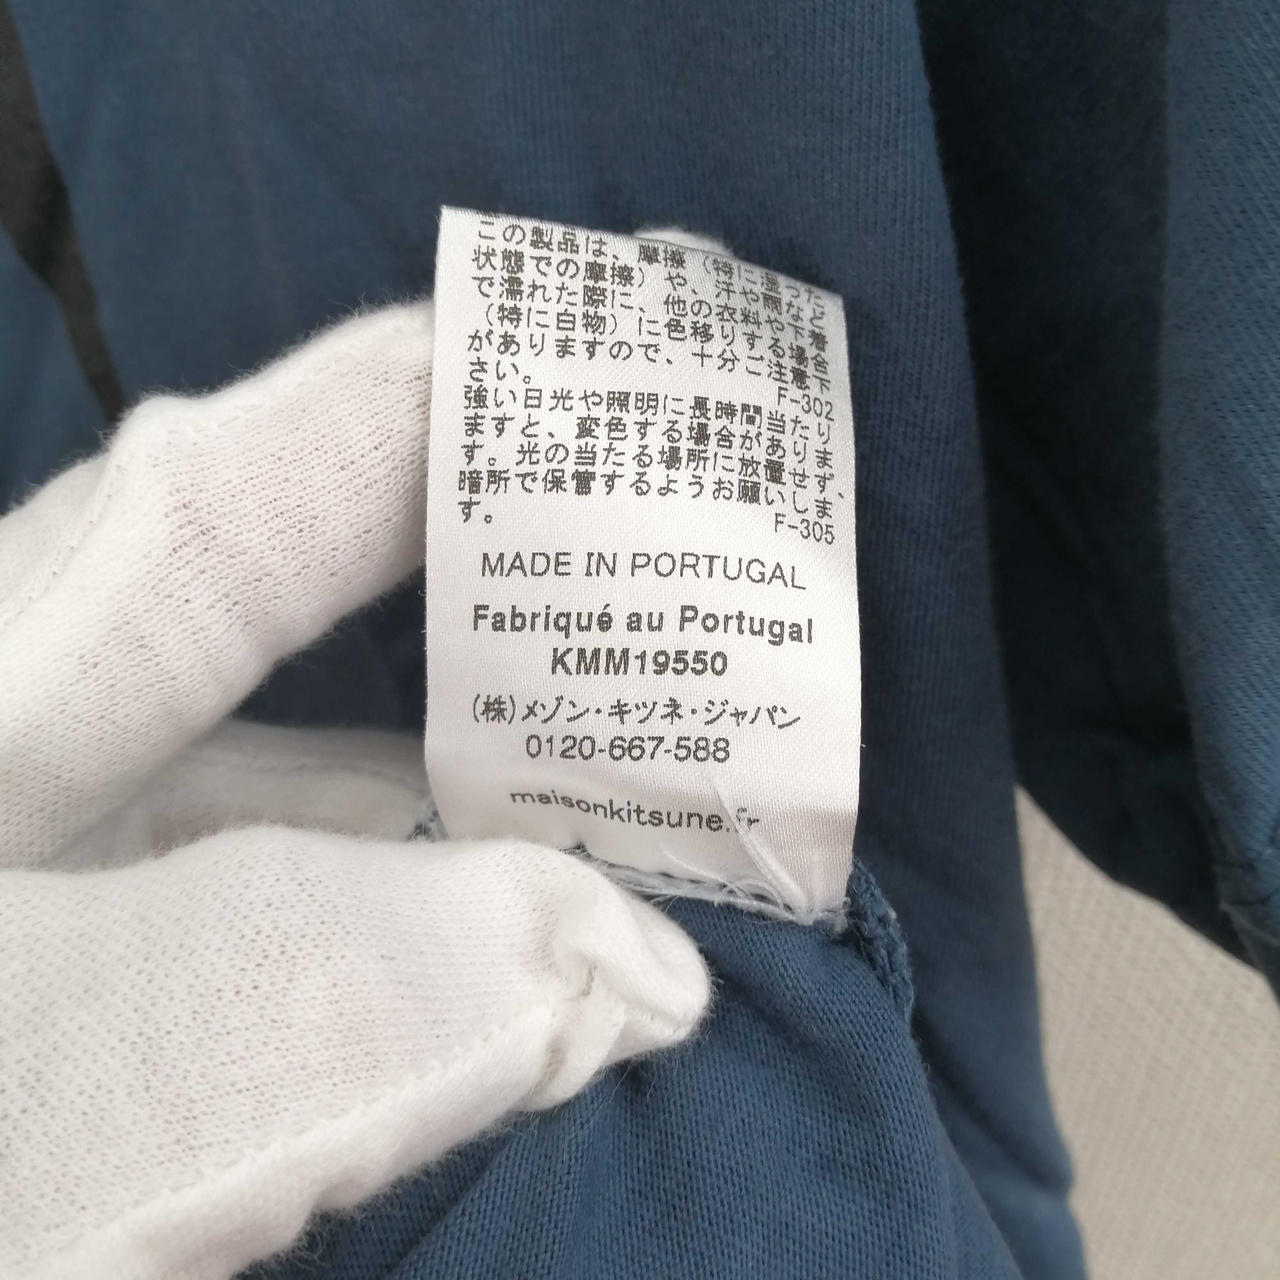 この製品は、摩擦（特に湿った
状態での摩擦）や、汗や雨など
で濡れた際に、他の衣料や下着
（特に白物）に色移りする場合
がありますので、十分ご注意下
さい。
F-302
強い日光や照明に長時間当たり
ますと、変色する場合がありま
す。光の当たる場所に放置せず、
暗所で保管するようお願いしま
す。
F-305
MADE IN PORTUGAL
Fabriqué au Portugal
KMM19550
(株)メゾン・キツネ・ジャパン
0120-667-588
maisonkitsune.fr